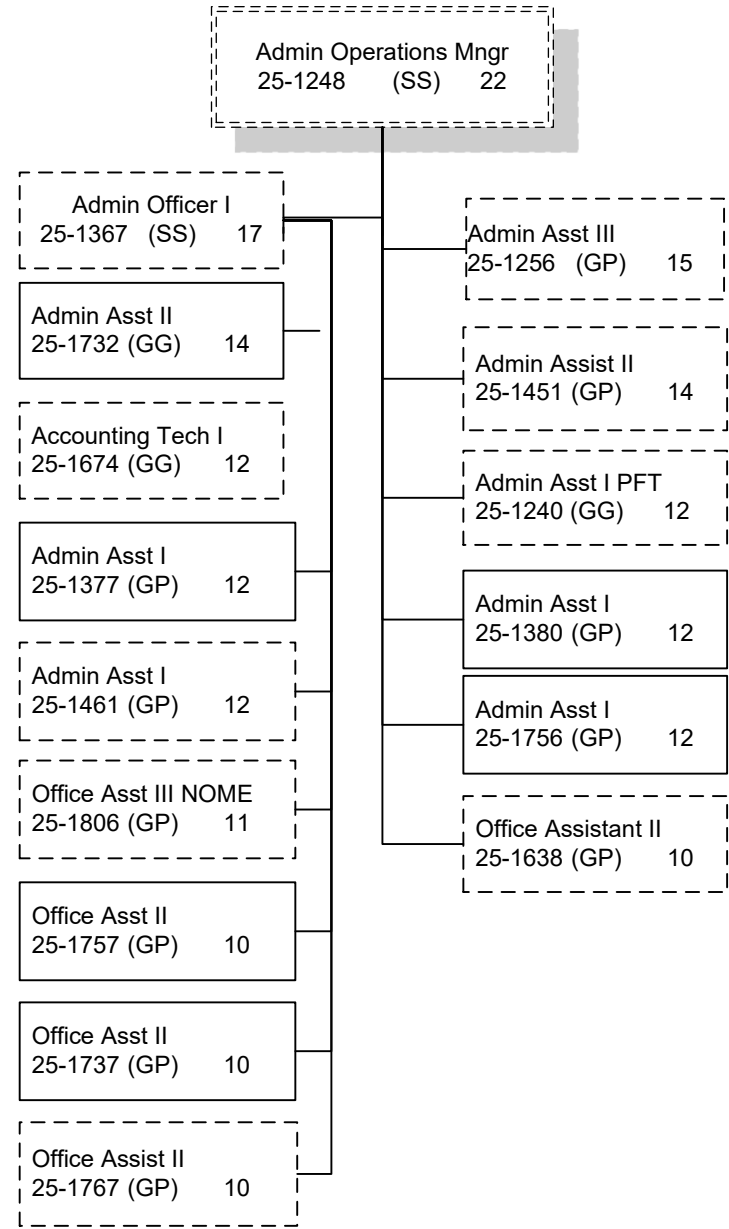 Admin Operations Mngr
25-1248 (SS) 22
Admin Officer I
25-1367 (SS) 17
Admin Asst II
25-1732 (GG) 14
Accounting Tech I
25-1674 (GG) 12
Admin Asst I
25-1377 (GP) 12
Admin Asst I
25-1461 (GP) 12
Office Asst III NOME
25-1806 (GP) 11
Office Asst II
25-1757 (GP) 10
Office Asst II
25-1737 (GP) 10
Office Assist II
25-1767 (GP) 10
Admin Asst III
25-1256 (GP) 15
Admin Assist II
25-1451 (GP) 14
Admin Asst I PFT
25-1240 (GG) 12
Admin Asst I
25-1380 (GP) 12
Admin Asst I
25-1756 (GP) 12
Office Assistant II
25-1638 (GP) 10